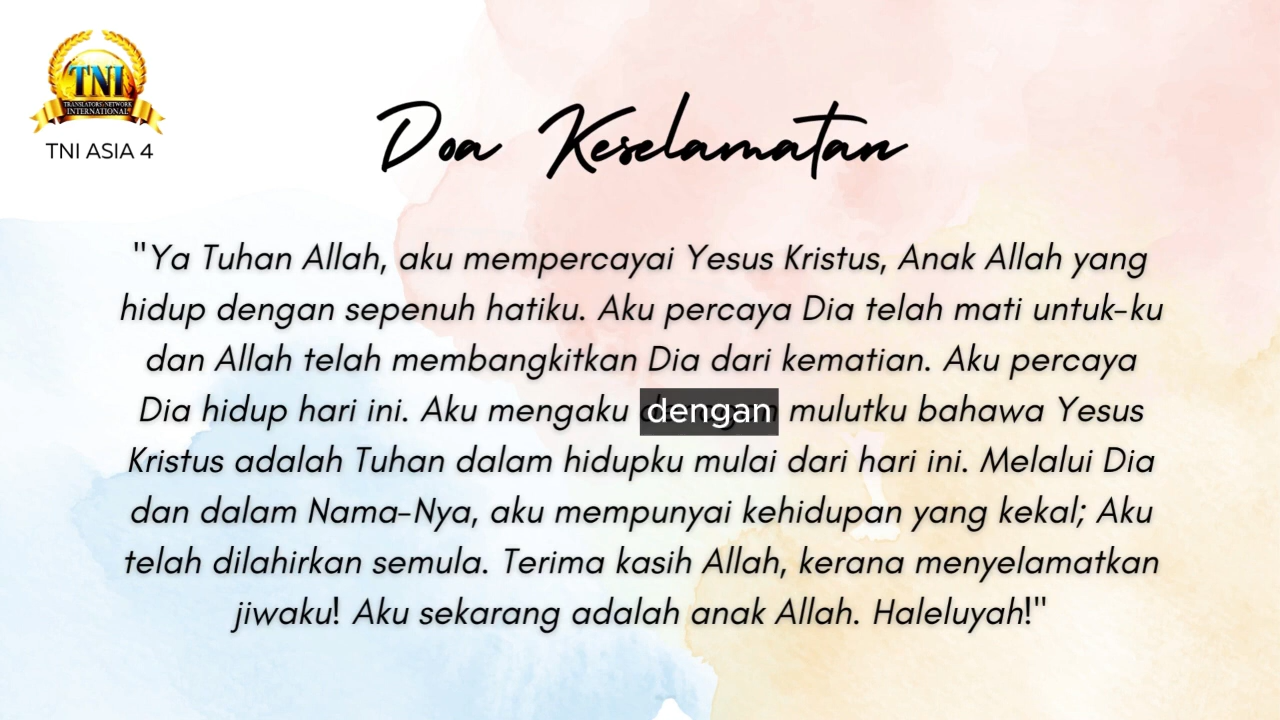 TNI
TRANSLATORS NETWORK
INTERNATIONAL
TNI ASIA 4
Doa Keselamatan
"Ya Tuhan Allah, aku mempercayai Yesus Kristus, Anak Allah yang
hidup dengan sepenuh hatiku. Aku percaya Dia telah mati untuk-ku
dan Allah telah membangkitkan Dia dari kematian. Aku percaya
Dia hidup hari ini. Aku mengaku dengan mulutku bahawa Yesus
Kristus adalah Tuhan dalam hidupku mulai dari hari ini. Melalui Dia
dan dalam Nama-Nya, aku mempunyai kehidupan yang kekal; Aku
telah dilahirkan semula. Terima kasih Allah, kerana menyelamatkan
jiwaku! Aku sekarang adalah anak Allah. Haleluyah!"